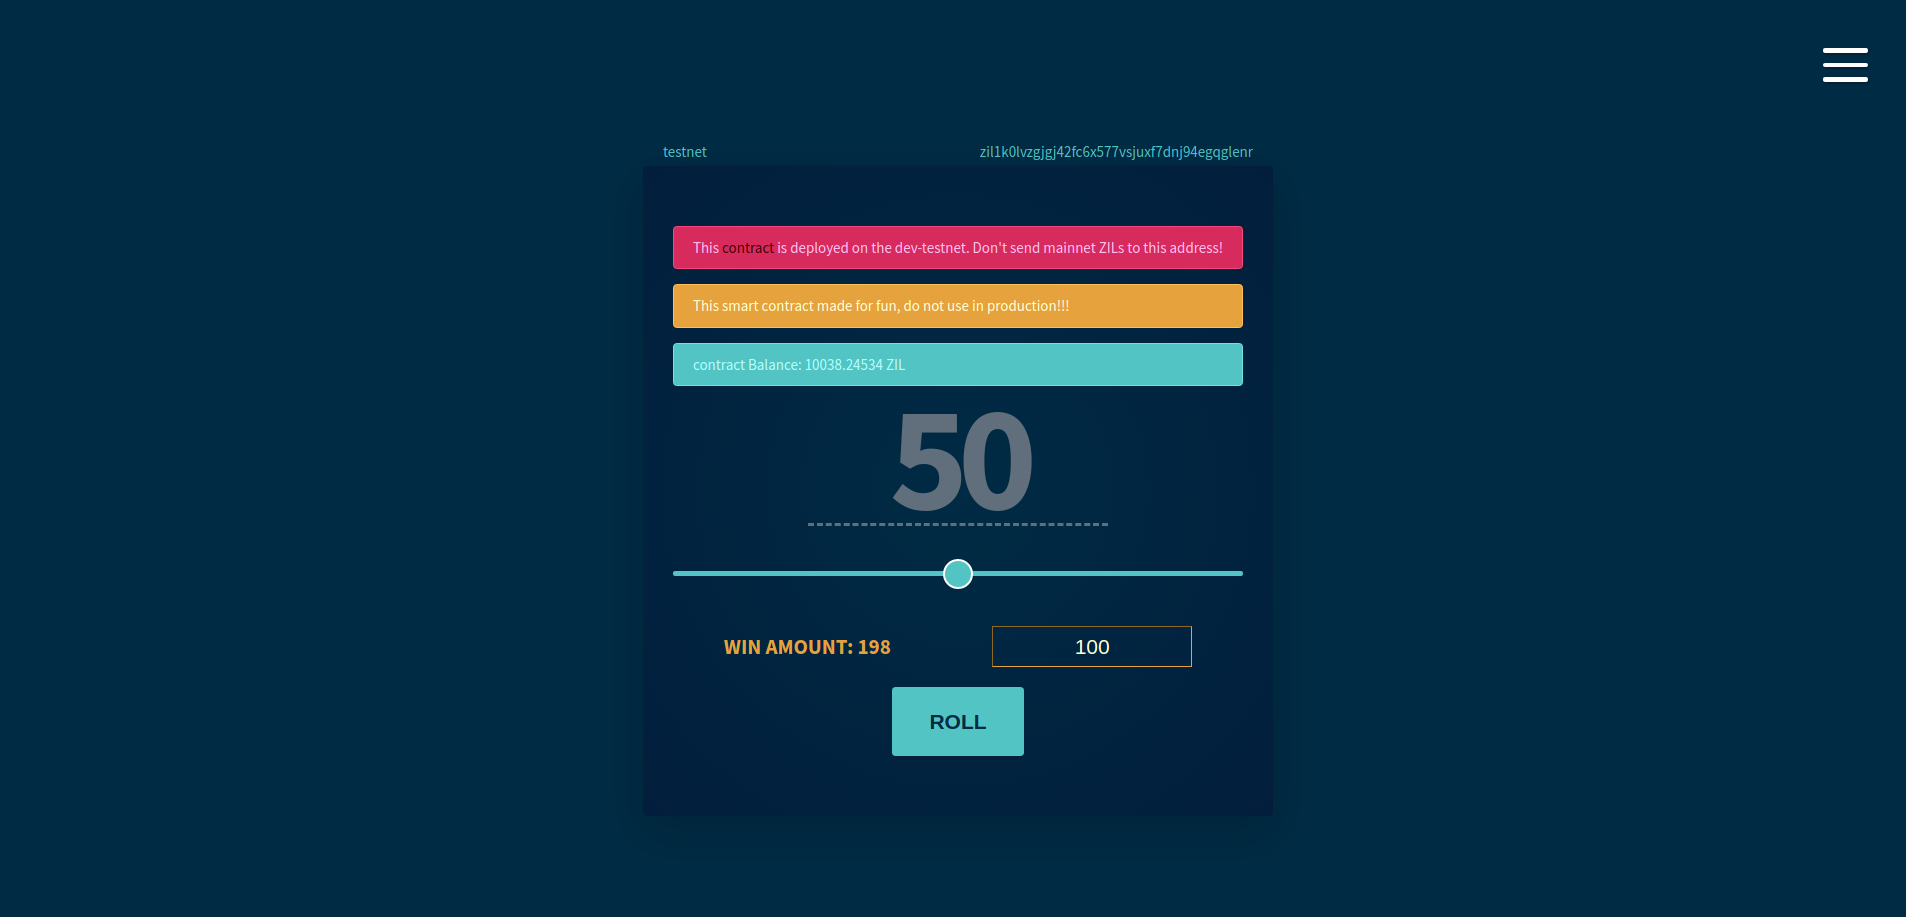 testnet
zil1k0lvzgjgj42fc6x577vsjuxf7dnj94egqglenr
This contract is deployed on the dev-testnet. Don't send mainnet ZILs to this address!
This smart contract made for fun, do not use in production!!!
contract Balance: 10038.24534 ZIL
50
WIN AMOUNT: 198
100
ROLL